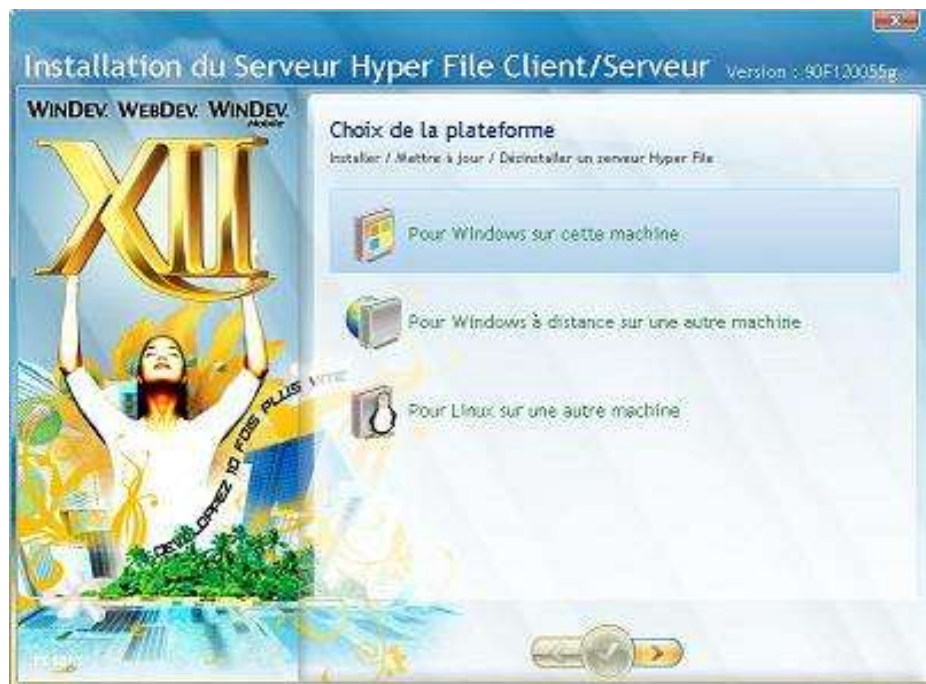 Installation du Serveur Hyper File Client/Serveur Version : 90F120055g
WINDEV. WEBDEV. WINDEV.
Mobile
XII
DEVELOPPEZ 10 FOIS PLUS VITE
Choix de la plateforme
Installer / Mettre à jour / Désinstaller un serveur Hyper File
Pour Windows sur cette machine
Pour Windows à distance sur une autre machine
Pour Linux sur une autre machine